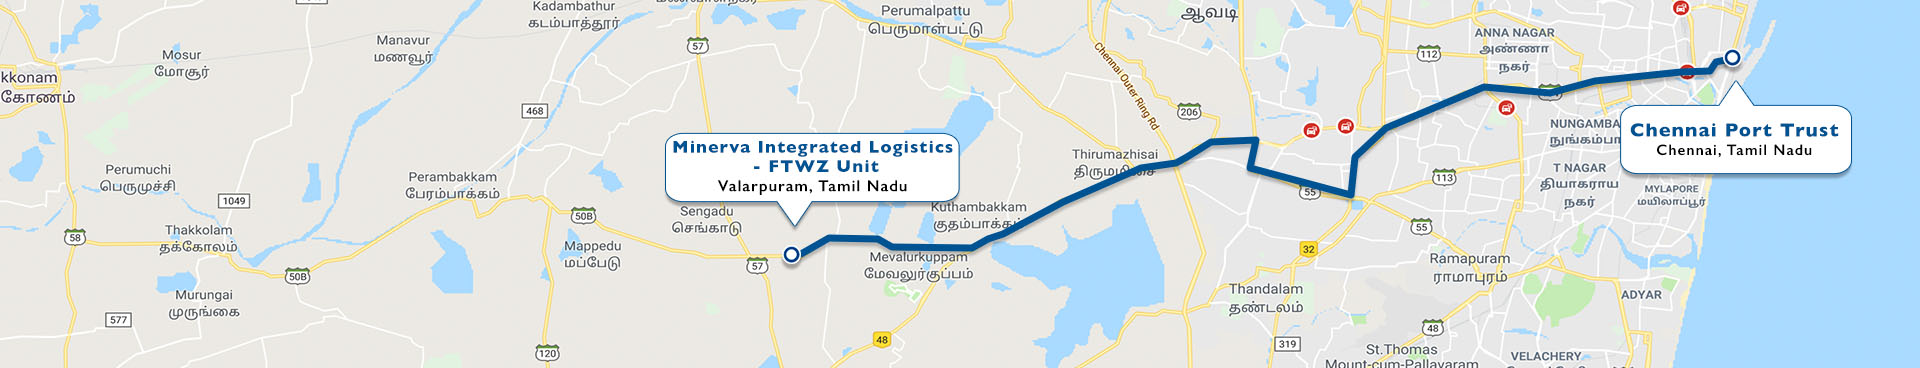 Kadambathur
கடம்பாத்தூர்
Perumalpattu
பெருமாள்பட்டு
ஆவடி
Mosur
மோசூர்
Manavur
மணவூர்
57
ANNA NAGAR
அண்ணா
நகர்
112
kkonam
கோணம்
468
Chennai Outer Ring Rd
206
Minerva Integrated Logistics
- FTWZ Unit
Valarpuram, Tamil Nadu
Chennai Port Trust
Chennai, Tamil Nadu
NUNGAMBA
Thirumazhisai
Perumuchi
பெருமுச்சி
Perambakkam
பேரம்பாக்கம்
T NAGAR
தியாகராய
நகர்
113
MYLAPORE
மயிலாப்பூர்
55
1049
50B
Sengadu
செங்காடு
Kuthambakkam
Thakkolam
தக்கோலம்
58
Mappedu
மப்பேடு
55
32
57
Mevalurkuppam
மேவலூர்குப்பம்
Ramapuram
ராமாபுரம்
50B
Murungai
முருங்கை
Thandalam
தண்டலம்
ADYAR
577
48
48
120
319
St.Thomas
Mount-cum-Pallavaram
VELACHERY